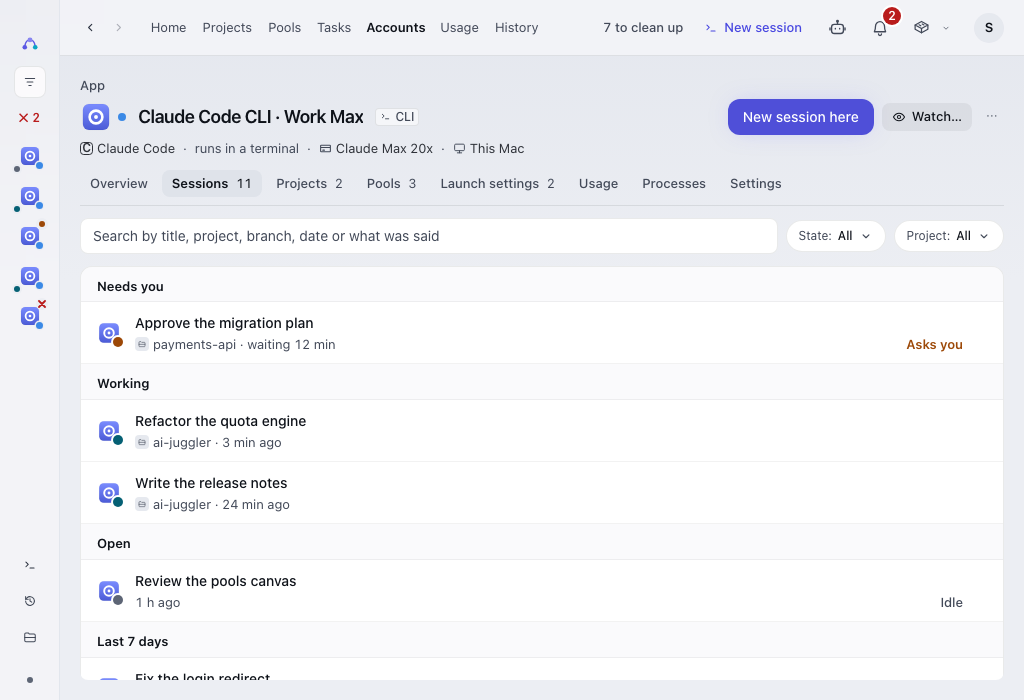 Home Projects Pools Tasks Accounts Usage History 7 to clean up New session 2 S
2
App
Claude Code CLI · Work Max CLI New session here Watch...
Claude Code · runs in a terminal · Claude Max 20x · This Mac
Overview Sessions 11 Projects 2 Pools 3 Launch settings 2 Usage Processes Settings
Search by title, project, branch, date or what was said State: All Project: All
Needs you
Approve the migration plan
payments-api · waiting 12 min Asks you
Working
Refactor the quota engine
ai-juggler · 3 min ago
Write the release notes
ai-juggler · 24 min ago
Open
Review the pools canvas
1 h ago Idle
Last 7 days
Fix the login redirect